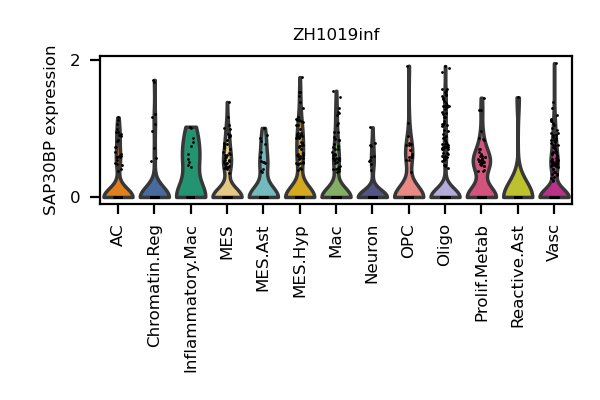 ZH1019inf
SAP30BP expression
2
0
AC
Chromatin.Reg
Inflammatory.Mac
MES
MES.Ast
MES.Hyp
Mac
Neuron
OPC
Oligo
Prolif.Metab
Reactive.Ast
Vasc